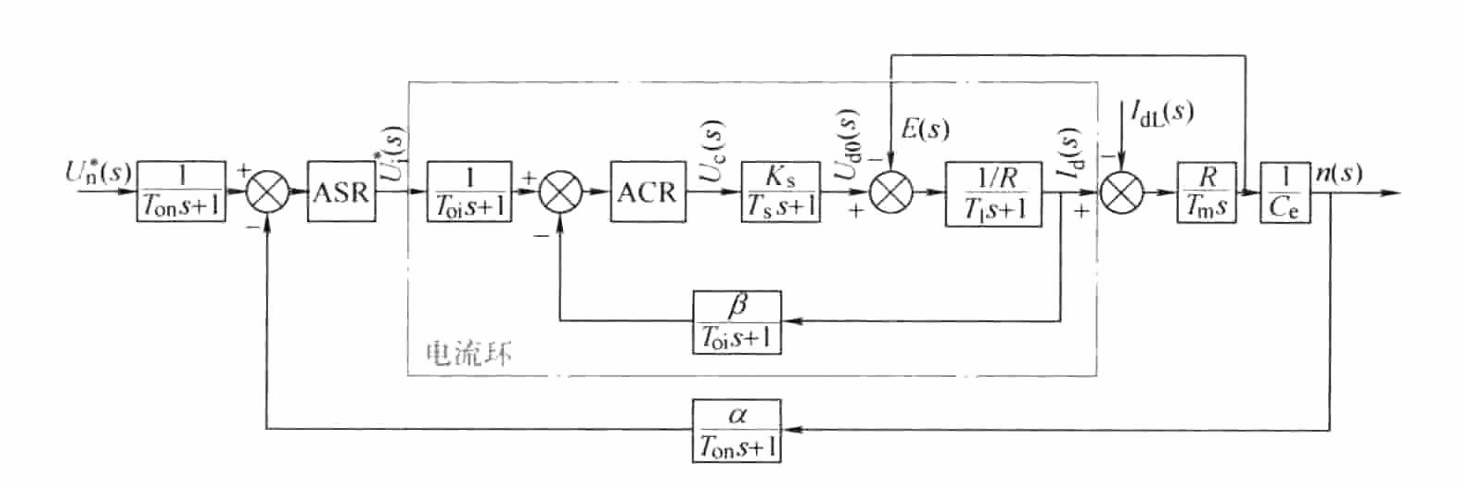 U*n(s)
1
Tons+1
+
−
ASR
U*i(s)
1
Tois+1
+
−
ACR
Uc(s)
Ks
Tss+1
Ud0(s)
+
−
E(s)
1/R
Tls+1
Id(s)
+
−
IdL(s)
R
Tms
1
Ce
n(s)
β
Tois+1
电流环
α
Tons+1